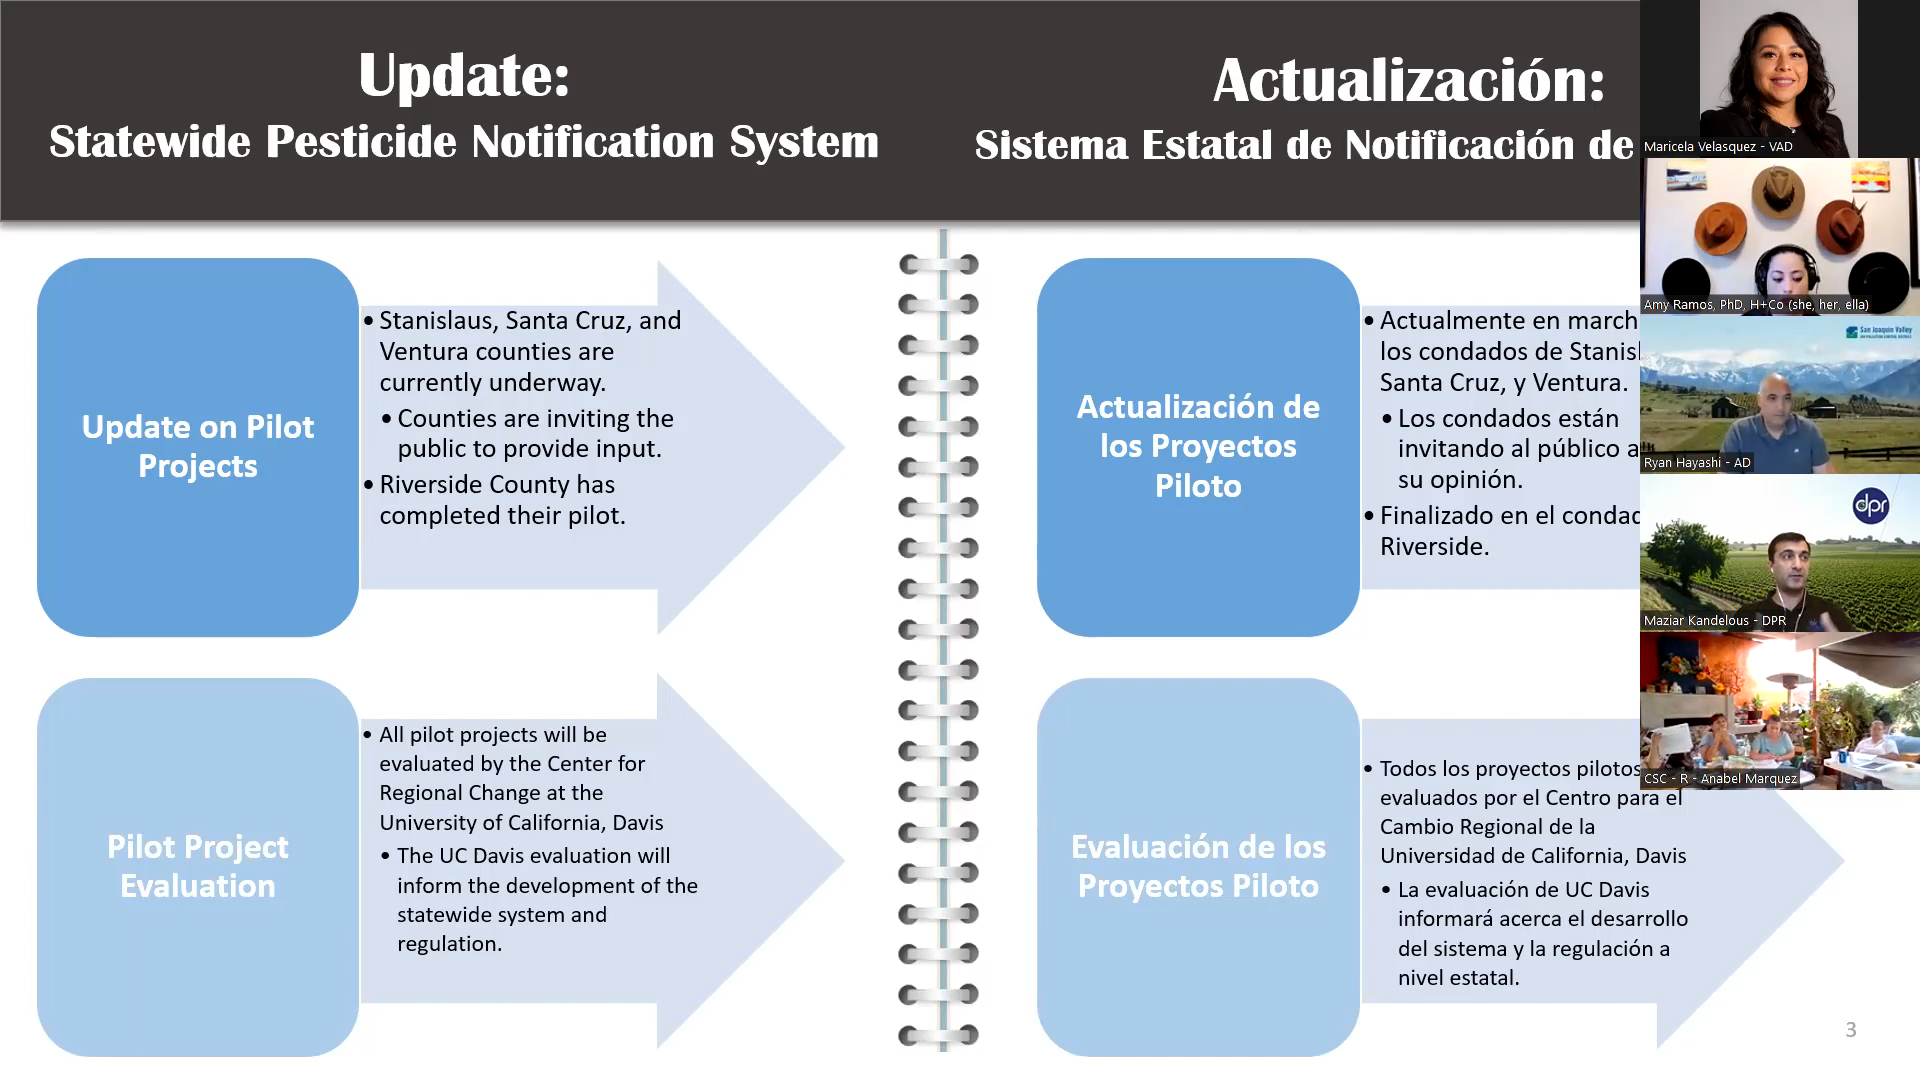 Update:
Statewide Pesticide Notification System
Update on Pilot
Projects
• Stanislaus, Santa Cruz, and
Ventura counties are
currently underway.
• Counties are inviting the
public to provide input.
• Riverside County has
completed their pilot.
Pilot Project
Evaluation
• All pilot projects will be
evaluated by the Center for
Regional Change at the
University of California, Davis
• The UC Davis evaluation will
inform the development of the
statewide system and
regulation.
Actualización:
Sistema Estatal de Notificación de
Actualización de
los Proyectos
Piloto
• Actualmente en march
los condados de Stanisl
Santa Cruz, y Ventura.
• Los condados están
invitando al público a
su opinión.
• Finalizado en el condad
Riverside.
Evaluación de los
Proyectos Piloto
• Todos los proyectos pilotos
evaluados por el Centro para el
Cambio Regional de la
Universidad de California, Davis
• La evaluación de UC Davis
informará acerca el desarrollo
del sistema y la regulación a
nivel estatal.
3
Maricela Velasquez - VAD
Amy Ramos, PhD, H+Co (she, her, ella)
San Joaquin Valley
Ryan Hayashi - AD
dpr
Maziar Kandelous - DPR
CSC - R - Anabel Marquez